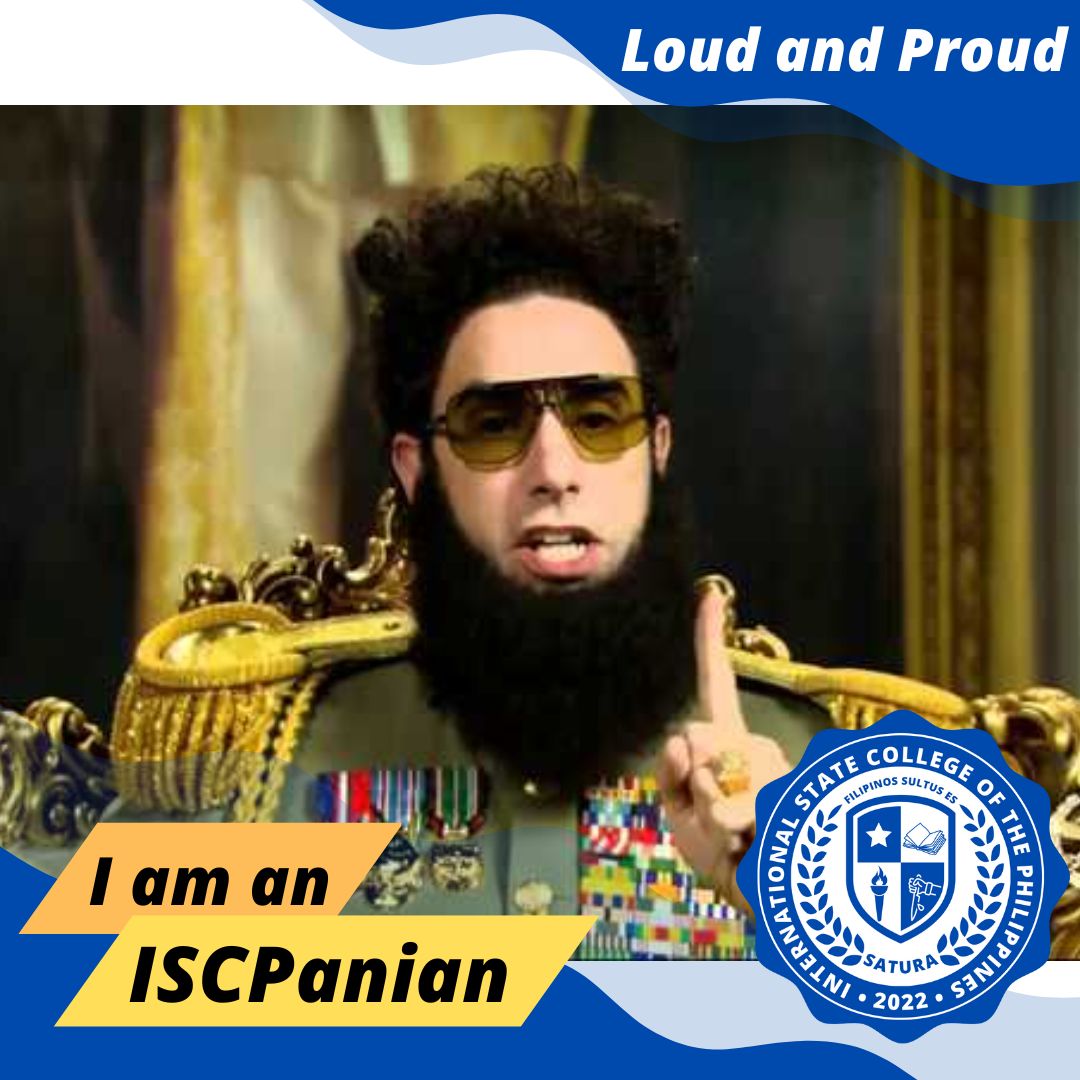 Loud and Proud
I am an
ISCPanian
INTERNATIONAL STATE COLLEGE OF THE PHILIPPINES
FILIPINOS SULTUS ES
SATURA
• 2022 •